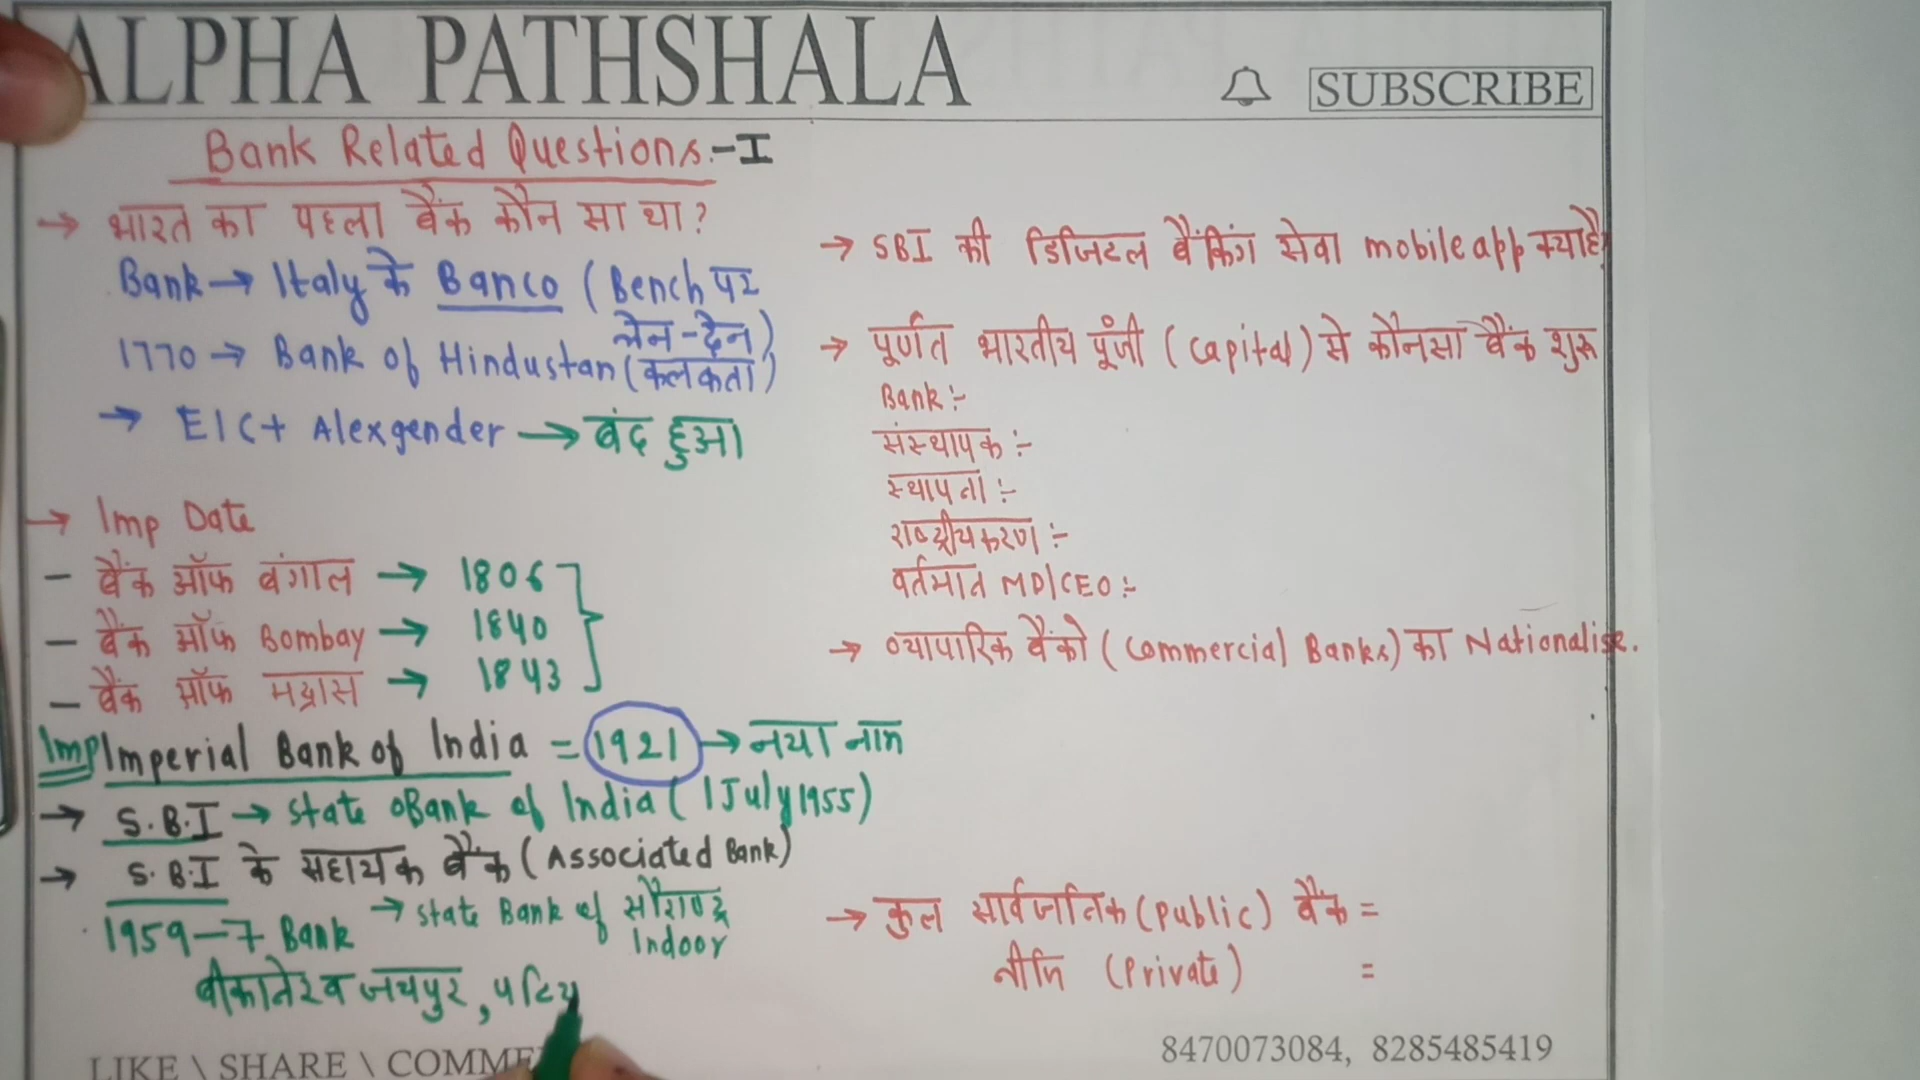 ALPHA PATHSHALA
SUBSCRIBE
Bank Related Questions.-I
→ भारत का पहला बैंक कौन सा था?
Bank → Italy के Banco (Bench पर
लेन-देन)
1770 → Bank of Hindustan (कलकता)
→ EIC+ Alexgender → बंद हुआ
→ Imp Date
- बैंक ऑफ बंगाल → 1806
- बैंक ऑफ Bombay → 1840
- बैंक ऑफ मद्रास → 1843
Imp Imperial Bank of India = 1921 → नया नाम
→ S.B.I → State oBank of India (1 July 1955)
→ S.B.I के सहायक बैंक (Associated Bank)
1959-7 Bank → State Bank of सौराष्ट्र
Indoor
बीकानेर व जयपुर, पटिय
→ SBI की डिजिटल बैंकिंग सेवा mobile app क्या है?
→ पूर्णत भारतीय पूंजी (Capital) से कौनसा बैंक शुरू
Bank :-
संस्थापक :-
स्थापना :-
राष्ट्रीयकरण :-
वर्तमान MD/CEO :-
→ व्यापारिक बैंको (Commercial Banks) का Nationalise.
→ कुल सार्वजनिक (Public) बैंक =
नीजि (Private) =
LIKE \ SHARE \ COMME
8470073084, 8285485419